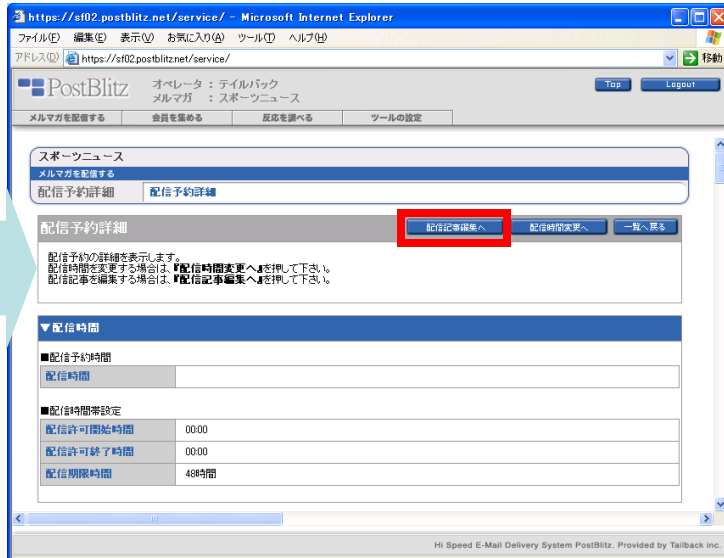 https://sf02.postblitz.net/service/ - Microsoft Internet Explorer
ファイル(F) 編集(E) 表示(V) お気に入り(A) ツール(T) ヘルプ(H)
アドレス(D) https://sf02.postblitz.net/service/ 移動
PostBlitz オペレータ : テイルバック Top Logout
メルマガ : スポーツニュース
メルマガを配信する 会員を集める 反応を調べる ツールの設定
スポーツニュース
メルマガを配信する
配信予約詳細 配信予約詳細
配信予約詳細 配信記事編集へ 配信時間変更へ 一覧へ戻る
配信予約の詳細を表示します。
配信時間を変更する場合は、『配信時間変更へ』を押して下さい。
配信記事を編集する場合は、『配信記事編集へ』を押して下さい。
▼配信時間
■配信予約時間
配信時間
■配信時間帯設定
配信許可開始時間 00:00
配信許可終了時間 00:00
配信期限時間 48時間
Hi Speed E-Mail Delivery System PostBlitz. Provided by Tailback inc.